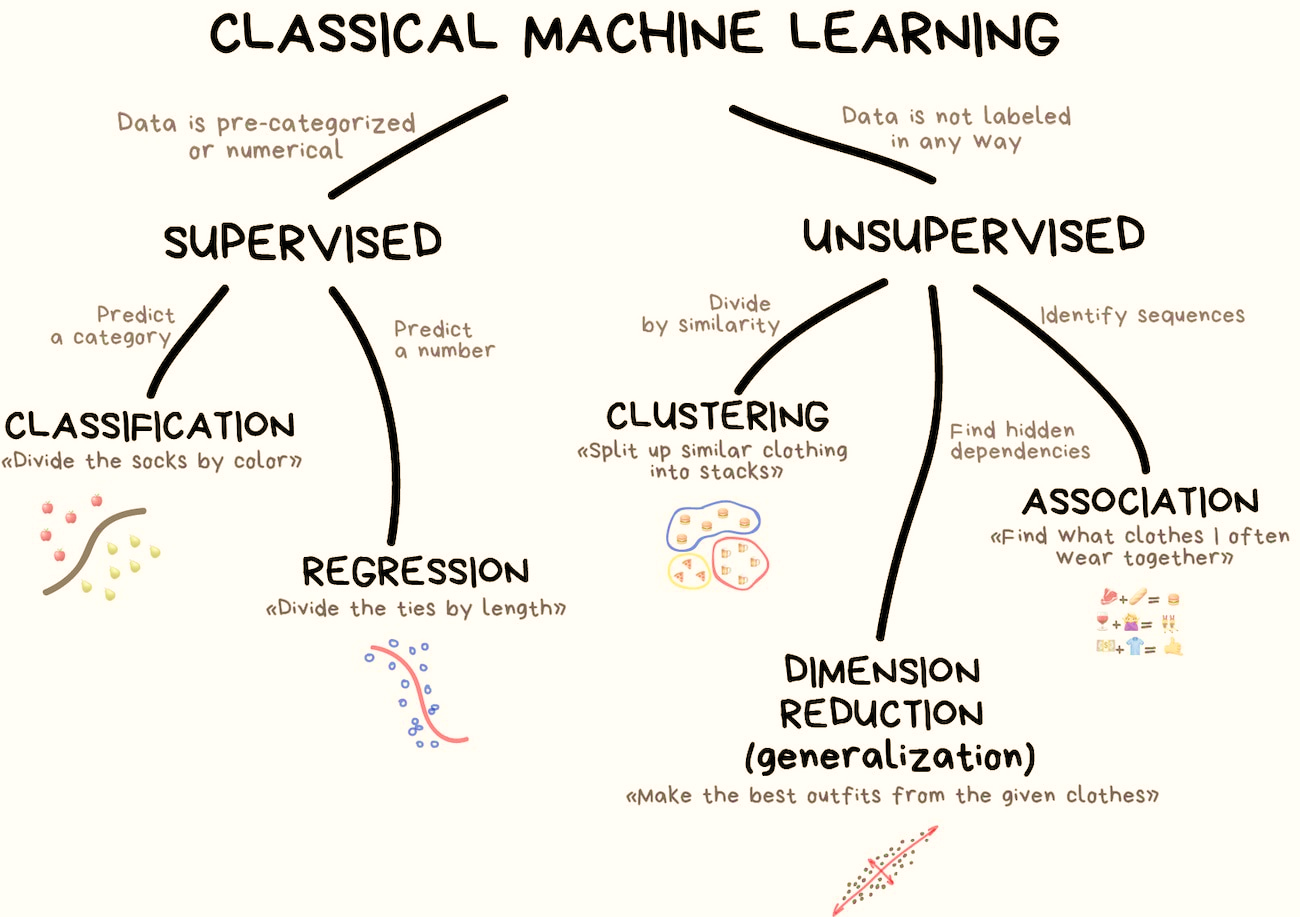 CLASSICAL MACHINE LEARNING
Data is pre-categorized
or numerical
Data is not labeled
in any way
SUPERVISED
UNSUPERVISED
Predict
a category
Predict
a number
Divide
by similarity
Identify sequences
CLASSIFICATION
«Divide the socks by color»
CLUSTERING
«Split up similar clothing
into stacks»
Find hidden
dependencies
ASSOCIATION
«Find what clothes I often
wear together»
+ =
+ =
+ =
REGRESSION
«Divide the ties by length»
DIMENSION
REDUCTION
(generalization)
«Make the best outfits from the given clothes»